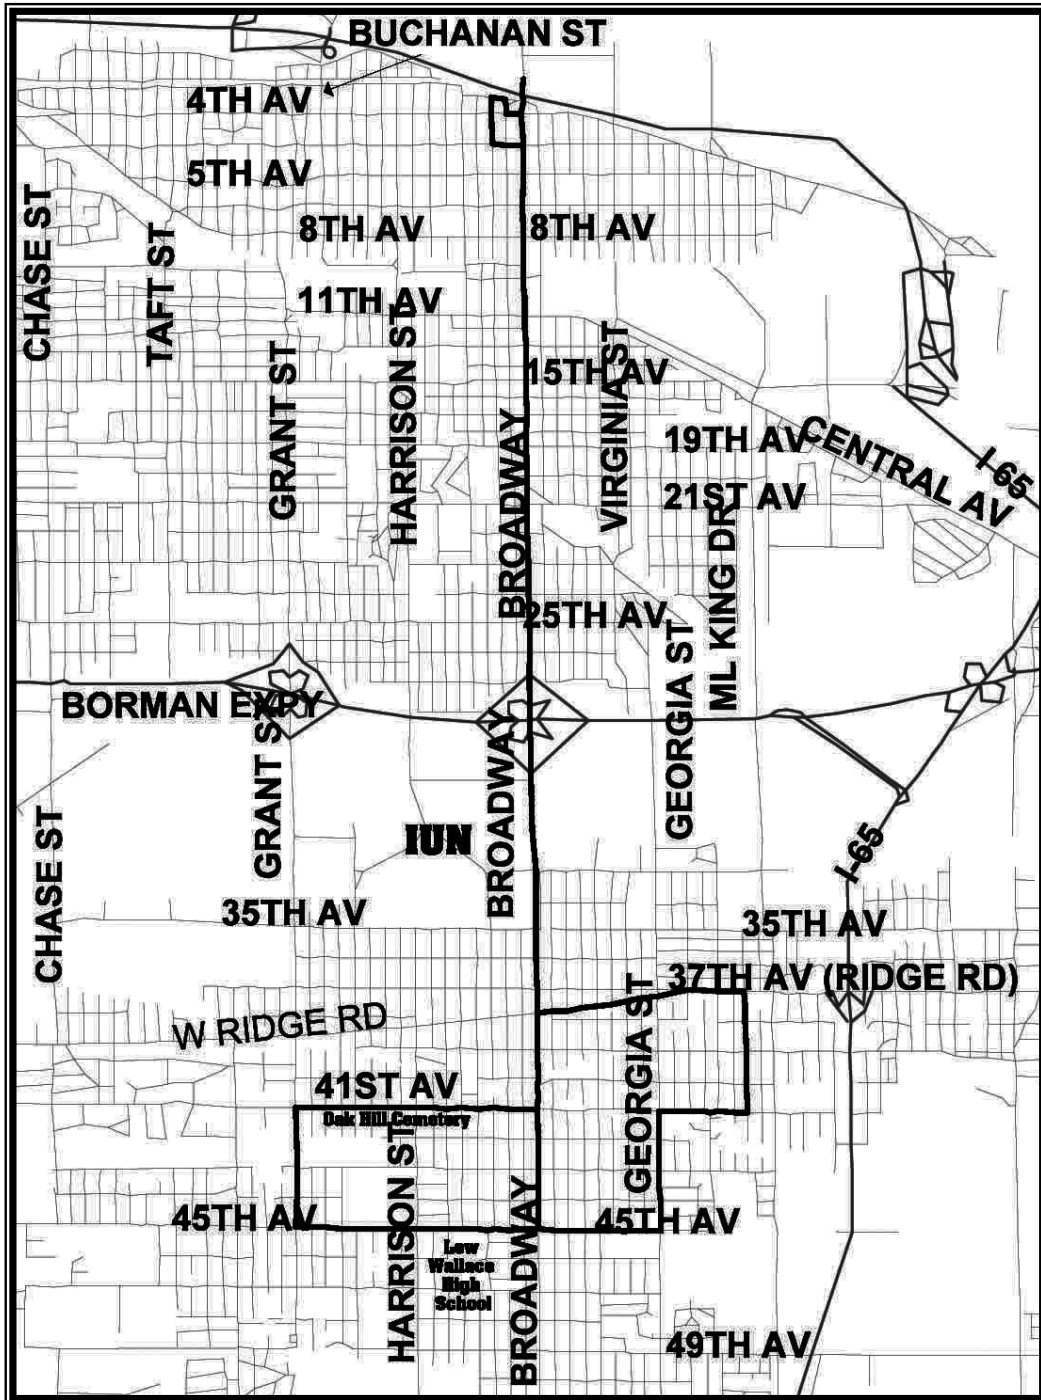 BUCHANAN ST
4TH AV
5TH AV
CHASE ST
TAFT ST
8TH AV
8TH AV
11TH AV
HARRISON ST
GRANT ST
15TH AV
VIRGINIA ST
BROADWAY
19TH AV
CENTRAL AV
I-65
21ST AV
ML KING DR
25TH AV
GEORGIA ST
BORMAN EXPY
GRANT ST
BROADWAY
IUN
CHASE ST
I-65
35TH AV
35TH AV
37TH AV (RIDGE RD)
W RIDGE RD
GEORGIA ST
41ST AV
Oak Hill Cemetery
HARRISON ST
45TH AV
BROADWAY
45TH AV
Lew
Wallace
High
School
49TH AV